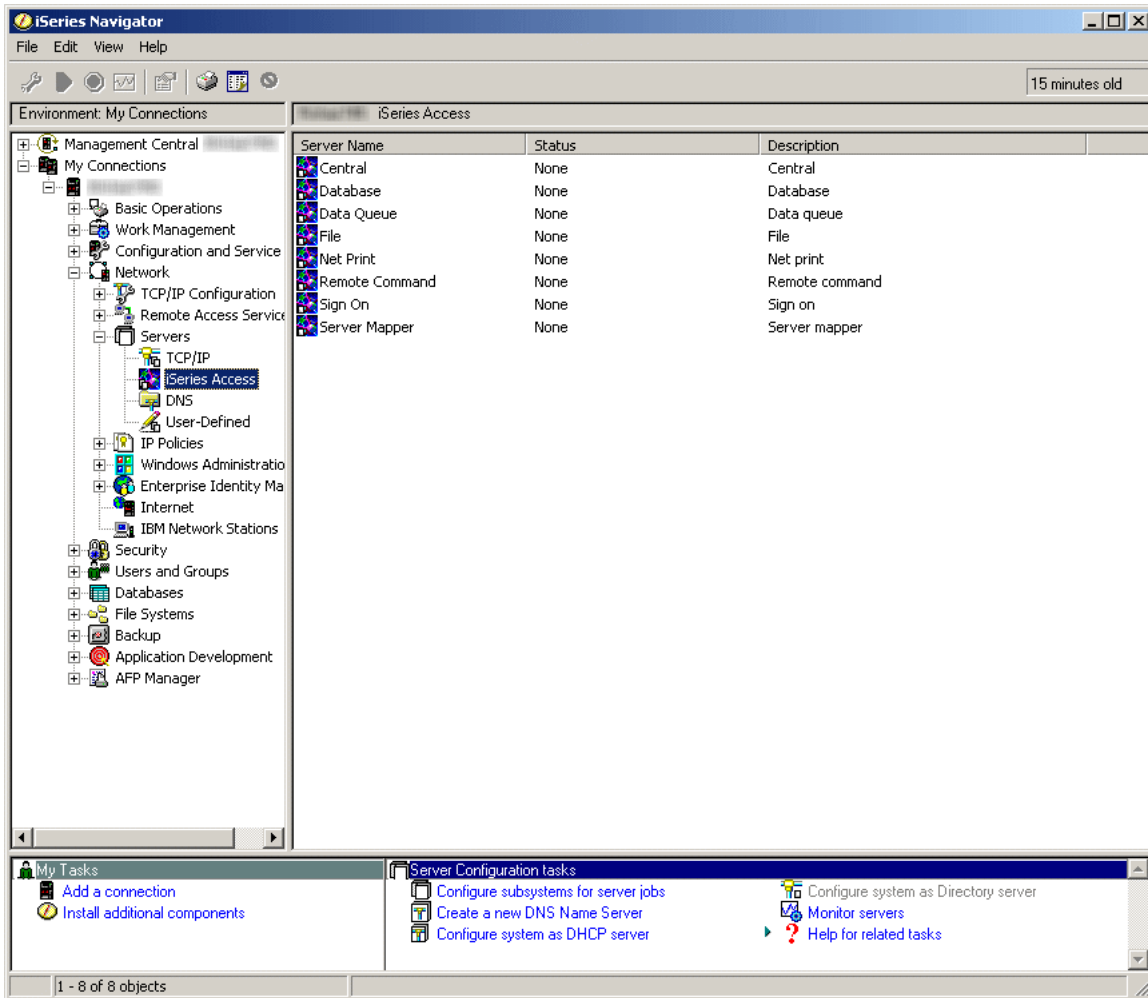 iSeries Navigator
File Edit View Help
15 minutes old
Environment: My Connections
iSeries Access
Management Central
My Connections
Basic Operations
Work Management
Configuration and Service
Network
TCP/IP Configuration
Remote Access Service
Servers
TCP/IP
iSeries Access
DNS
User-Defined
IP Policies
Windows Administratio
Enterprise Identity Ma
Internet
IBM Network Stations
Security
Users and Groups
Databases
File Systems
Backup
Application Development
AFP Manager
Server Name Status Description
Central None Central
Database None Database
Data Queue None Data queue
File None File
Net Print None Net print
Remote Command None Remote command
Sign On None Sign on
Server Mapper None Server mapper
My Tasks
Add a connection
Install additional components
Server Configuration tasks
Configure subsystems for server jobs
Create a new DNS Name Server
Configure system as DHCP server
Configure system as Directory server
Monitor servers
Help for related tasks
1 - 8 of 8 objects